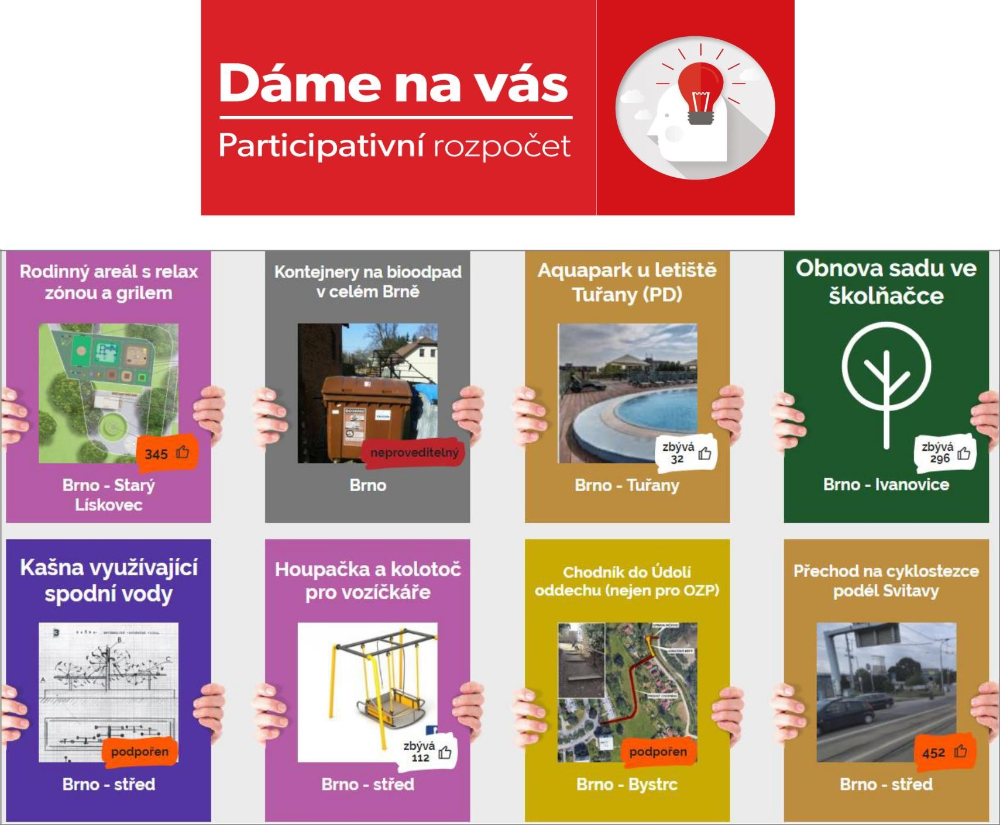 Dáme na vás
Participativní rozpočet
Rodinný areál s relax
zónou a grilem
345
Brno - Starý
Lískovec
Kontejnery na bioodpad
v celém Brně
neproveditelný
Brno
Aquapark u letiště
Tuřany (PD)
zbývá
32
Brno - Tuřany
Obnova sadu ve
školňačce
zbývá
296
Brno - Ivanovice
Kašna využívající
spodní vody
3
B
C
A
podpořen
Brno - střed
Houpačka a kolotoč
pro vozíčkáře
zbývá
112
Brno - střed
Chodník do Údolí
oddechu (nejen pro OZP)
podpořen
Brno - Bystrc
Přechod na cyklostezce
podél Svitavy
452
Brno - střed